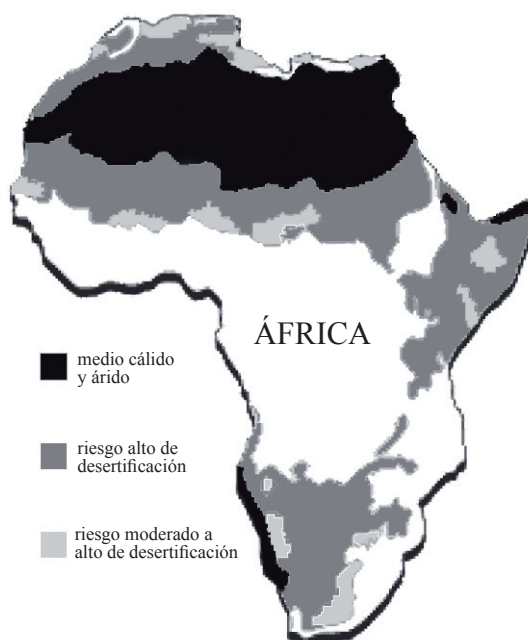 ÁFRICA
medio cálido
y árido
riesgo alto de
desertificación
riesgo moderado a
alto de desertificación